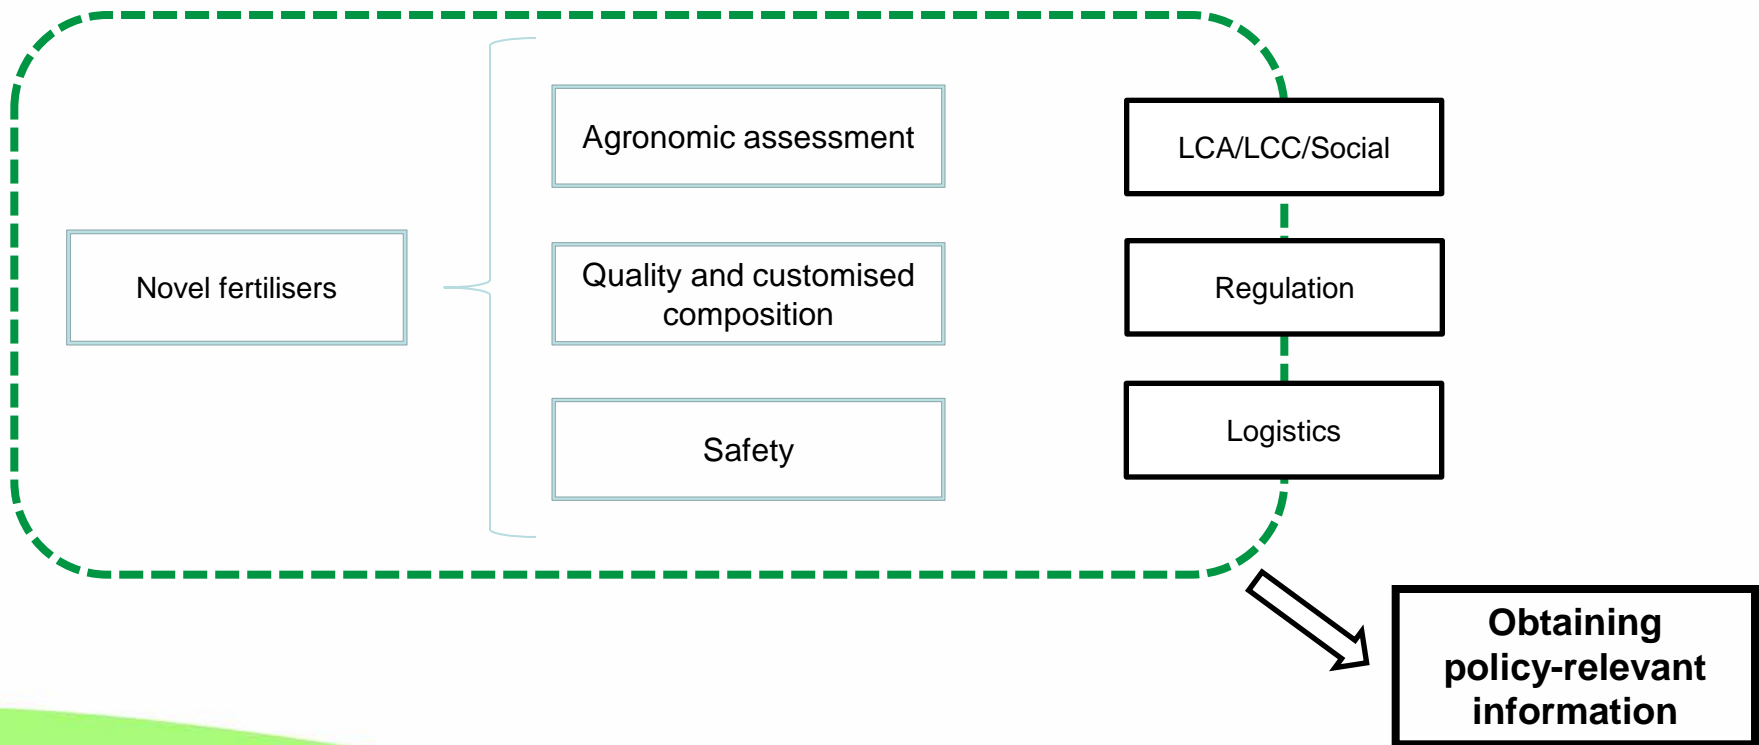 Novel fertilisers
Agronomic assessment
Quality and customised
composition
Safety
LCA/LCC/Social
Regulation
Logistics
Obtaining
policy-relevant
information